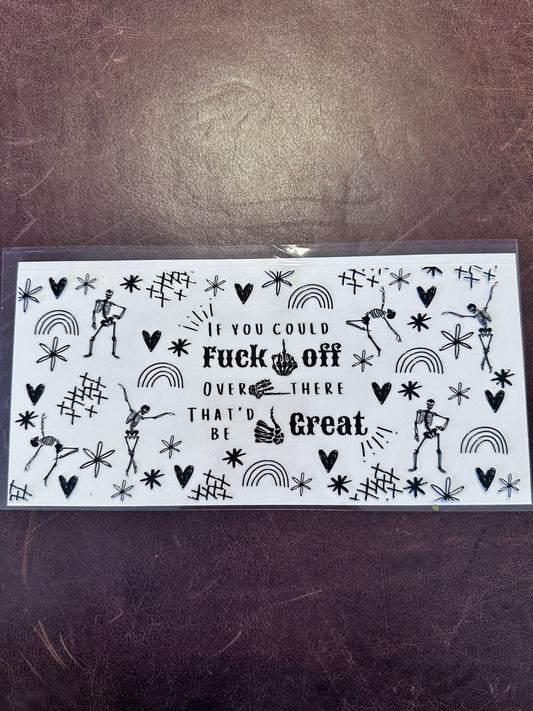 IF YOU COULD
FUCK OFF
OVER THERE
THAT'D
BE GREAT